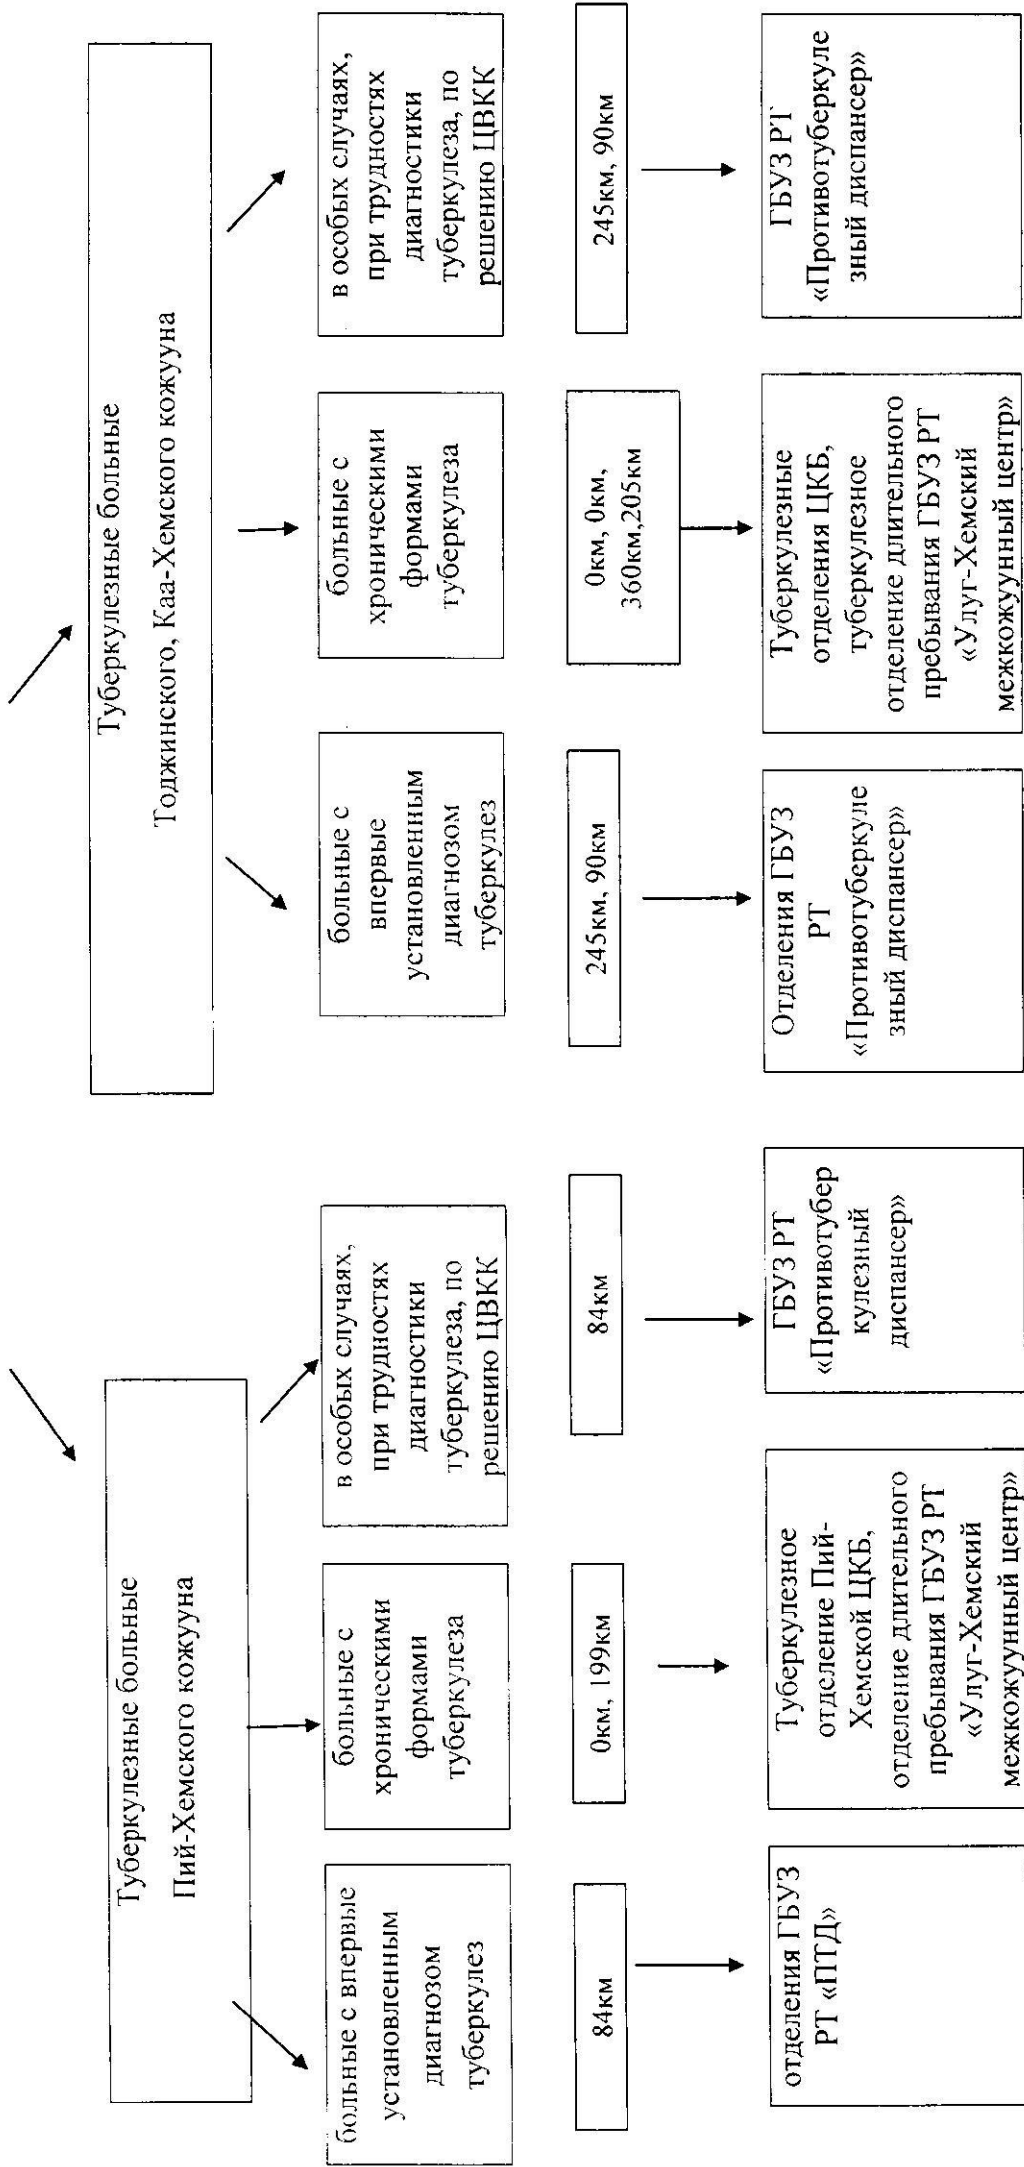 Туберкулезные больные
Пий-Хемского кожууна
больные с впервые
установленным
диагнозом
туберкулез
84км
отделения ГБУЗ
РТ «ПТД»
больные с
хроническими
формами
туберкулеза
0км, 199км
Туберкулезное
отделение Пий-
Хемской ЦКБ,
отделение длительного
пребывания ГБУЗ РТ
«Улуг-Хемский
межкожуунный центр»
в особых случаях,
при трудностях
диагностики
туберкулеза, по
решению ЦВКК
84км
ГБУЗ РТ
«Противотубер
кулезный
диспансер»
Туберкулезные больные
Тоджинского, Каа-Хемского кожууна
больные с
впервые
установленным
диагнозом
туберкулез
245км, 90км
Отделения ГБУЗ
РТ
«Противотуберкуле
зный диспансер»
больные с
хроническими
формами
туберкулеза
0км, 0км,
360км,205км
Туберкулезные
отделения ЦКБ,
туберкулезное
отделение длительного
пребывания ГБУЗ РТ
«Улуг-Хемский
межкожуунный центр»
в особых случаях,
при трудностях
диагностики
туберкулеза, по
решению ЦВКК
245км, 90км
ГБУЗ РТ
«Противотуберкуле
зный диспансер»